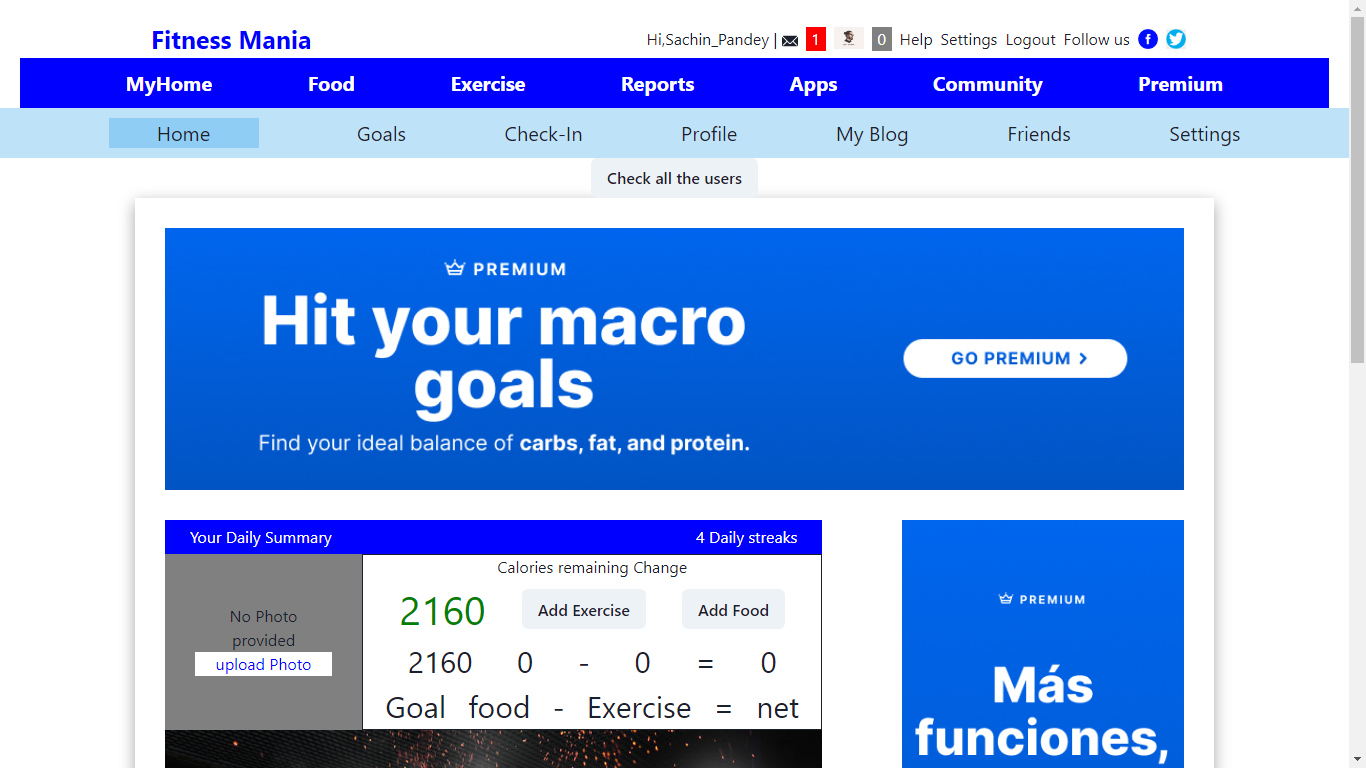 Fitness Mania
Hi,Sachin_Pandey | 1 0 Help Settings Logout Follow us
MyHome Food Exercise Reports Apps Community Premium
Home Goals Check-In Profile My Blog Friends Settings
Check all the users
PREMIUM
Hit your macro
goals
GO PREMIUM >
Find your ideal balance of carbs, fat, and protein.
Your Daily Summary 4 Daily streaks
No Photo
provided
upload Photo
Calories remaining Change
2160 Add Exercise Add Food
2160 0 - 0 = 0
Goal food - Exercise = net
PREMIUM
Más
funciones,